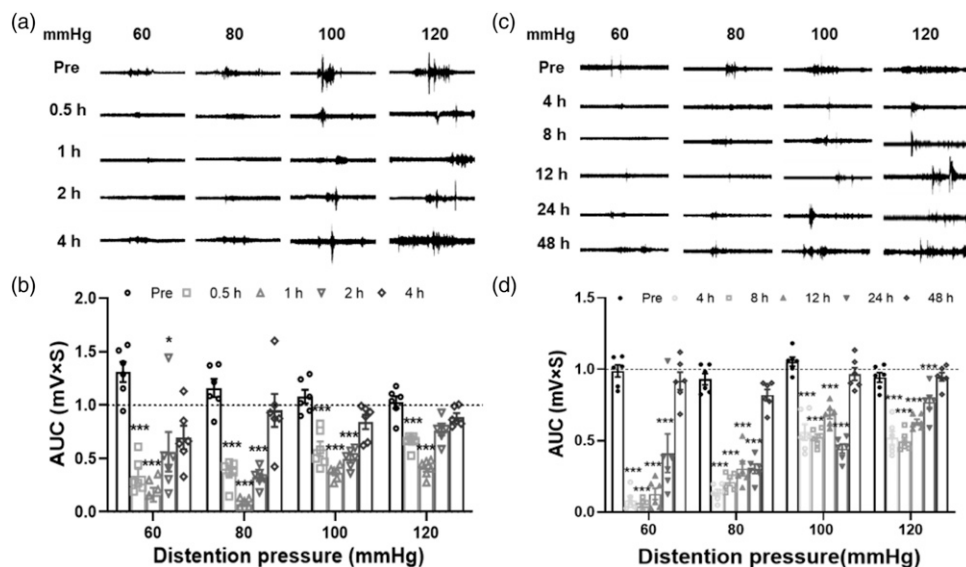 (a)
mmHg 60 80 100 120
Pre
0.5 h
1 h
2 h
4 h
(b)
Pre 0.5 h 1 h 2 h 4 h
AUC (mV×S)
2.0
1.5
1.0
0.5
0.0
*
*** *** *** *** *** *** *** *** *** *** ***
60 80 100 120
Distention pressure (mmHg)
(c)
mmHg 60 80 100 120
Pre
4 h
8 h
12 h
24 h
48 h
(d)
Pre 4 h 8 h 12 h 24 h 48 h
AUC (mV×S)
1.5
1.0
0.5
0.0
*** *** *** *** *** *** *** *** *** *** *** *** *** *** *** ***
60 80 100 120
Distention pressure(mmHg)